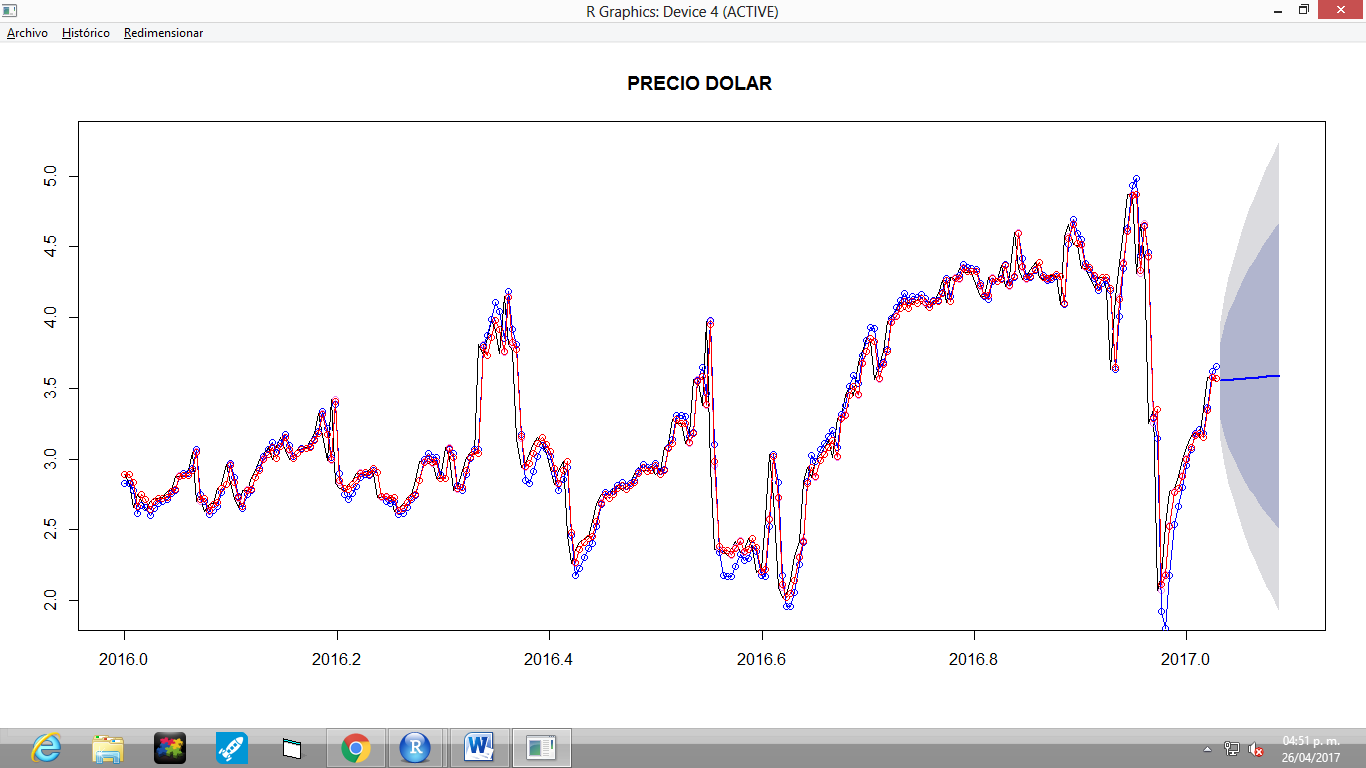 R Graphics: Device 4 (ACTIVE)
Archivo Histórico Redimensionar
PRECIO DOLAR
5.0
4.5
4.0
3.5
3.0
2.5
2.0
2016.0 2016.2 2016.4 2016.6 2016.8 2017.0
04:51 p. m.
26/04/2017